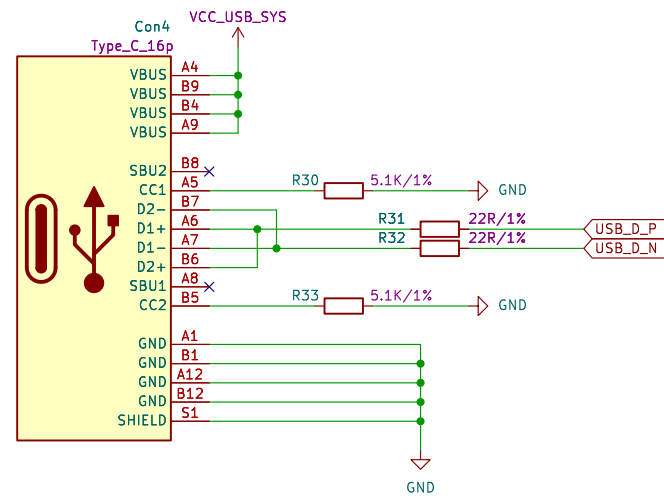 VCC_USB_SYS
Con4
Type_C_16p
VBUS A4
VBUS B9
VBUS B4
VBUS A9
SBU2 B8
CC1 A5 R30 5.1K/1% GND
D2- B7
D1+ A6 R31 22R/1% USB_D_P
D1- A7 R32 22R/1% USB_D_N
D2+ B6
SBU1 A8
CC2 B5 R33 5.1K/1% GND
GND A1
GND B1
GND A12
GND B12
SHIELD S1
GND